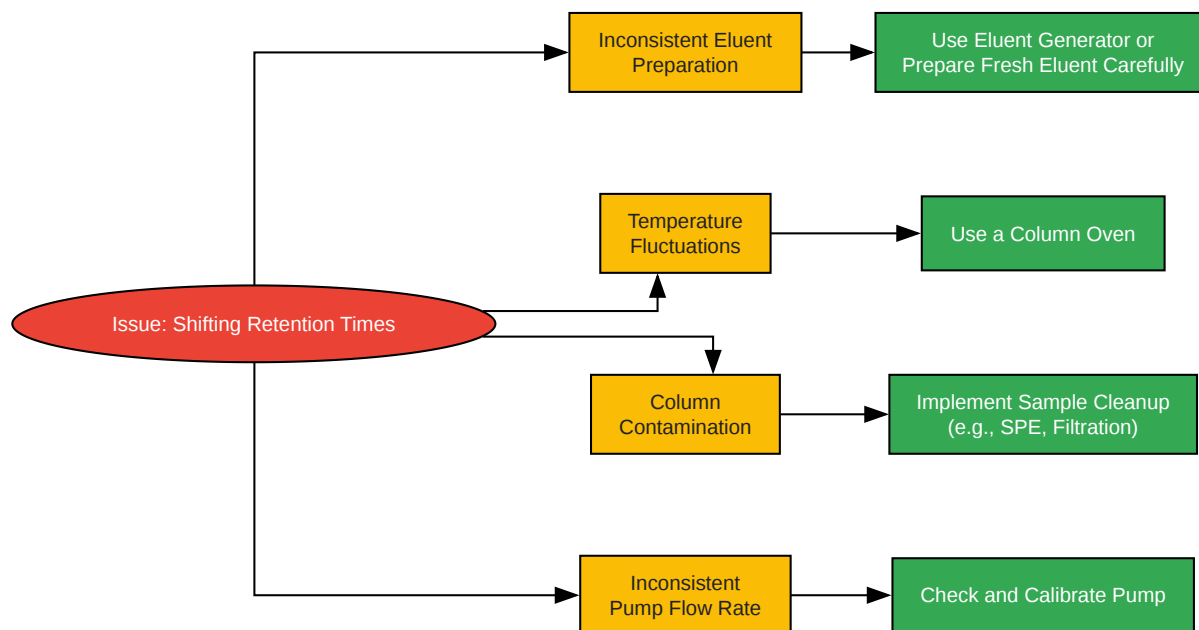 Inconsistent Eluent
Preparation
Use Eluent Generator or
Prepare Fresh Eluent Carefully
Temperature
Fluctuations
Use a Column Oven
Issue: Shifting Retention Times
Column
Contamination
Implement Sample Cleanup
(e.g., SPE, Filtration)
Inconsistent
Pump Flow Rate
Check and Calibrate Pump